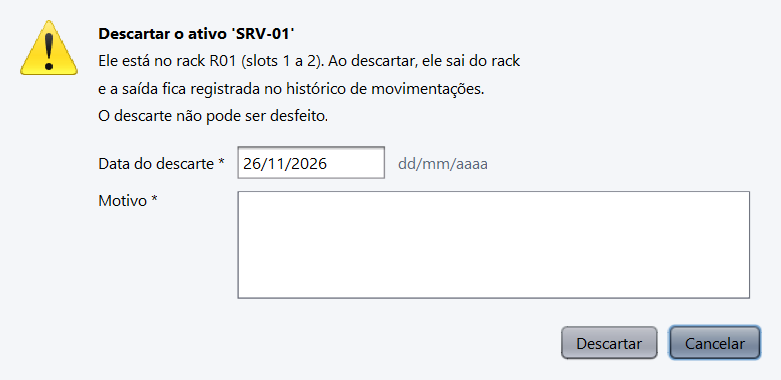 Descartar o ativo 'SRV-01'
Ele está no rack R01 (slots 1 a 2). Ao descartar, ele sai do rack
e a saída fica registrada no histórico de movimentações.
O descarte não pode ser desfeito.
Data do descarte * 26/11/2026 dd/mm/aaaa
Motivo *
Descartar Cancelar